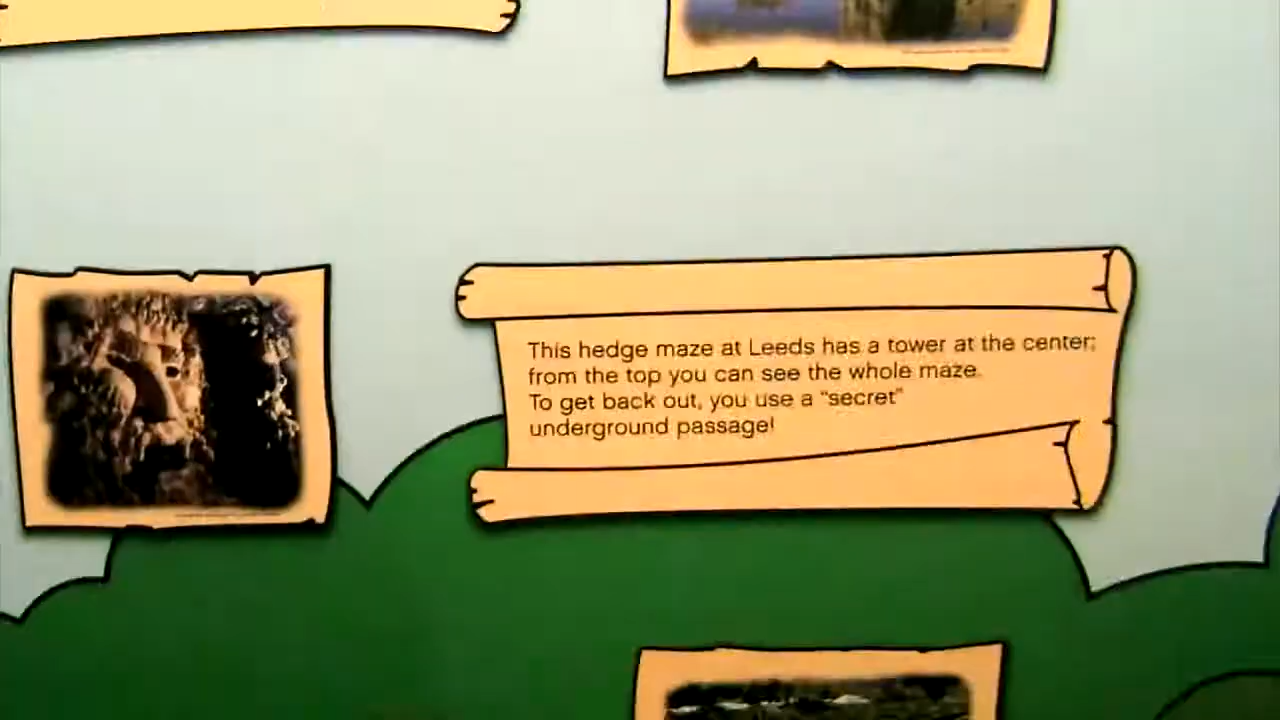 This hedge maze at Leeds has a tower at the center;
from the top you can see the whole maze.
To get back out, you use a "secret"
underground passage!